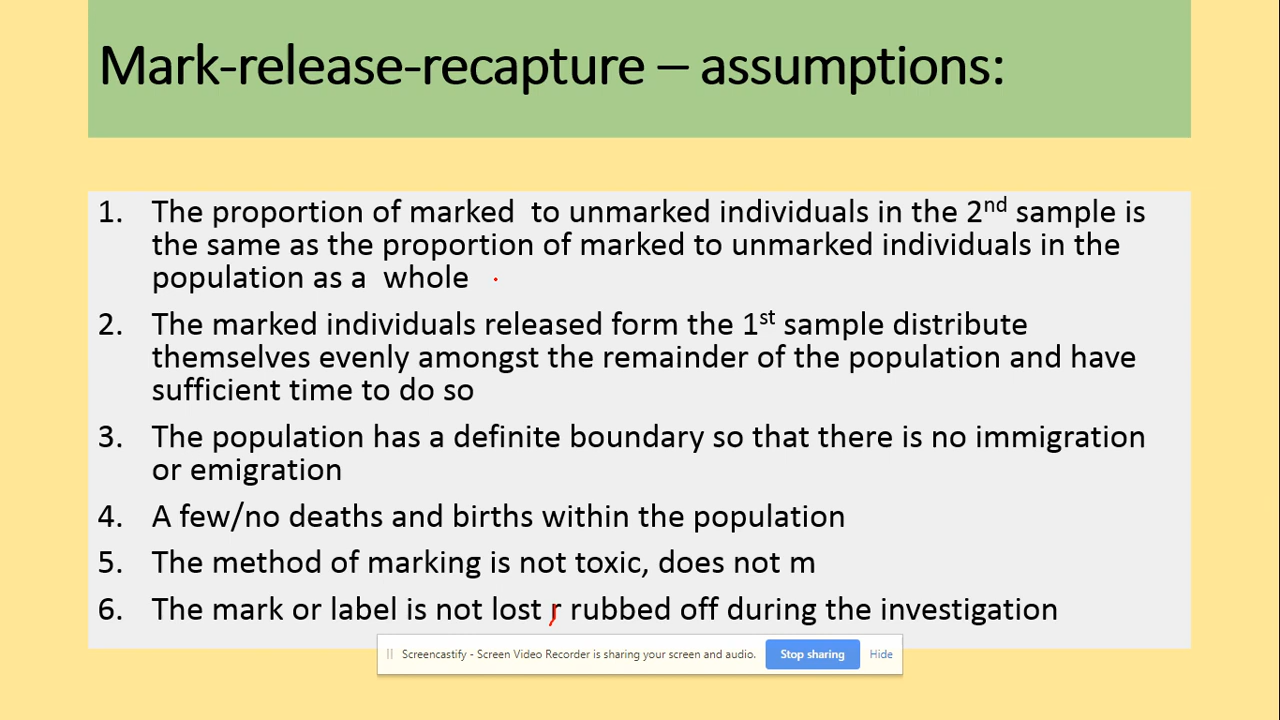 Mark-release-recapture – assumptions:
1. The proportion of marked  to unmarked individuals in the 2nd sample is
the same as the proportion of marked to unmarked individuals in the
population as a  whole
2. The marked individuals released form the 1st sample distribute
themselves evenly amongst the remainder of the population and have
sufficient time to do so
3. The population has a definite boundary so that there is no immigration
or emigration
4. A few/no deaths and births within the population
5. The method of marking is not toxic, does not m
6. The mark or label is not lost r rubbed off during the investigation
Screencastify - Screen Video Recorder is sharing your screen and audio. Stop sharing Hide